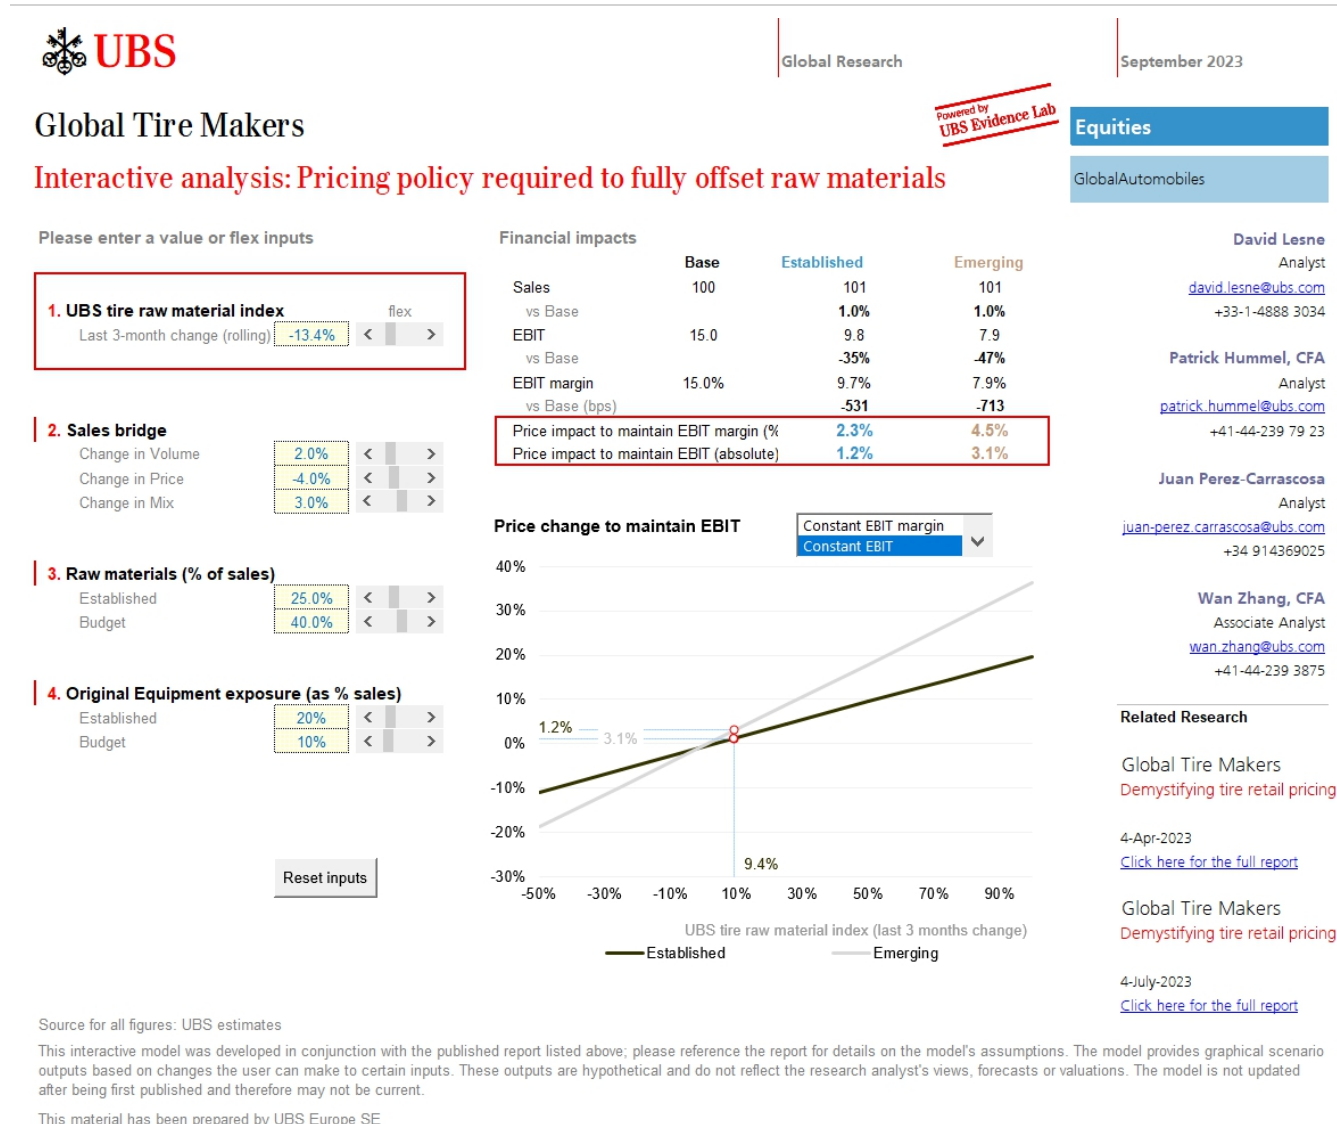 UBS
Global Research
September 2023
Global Tire Makers
Powered by
UBS Evidence Lab
Equities
Interactive analysis: Pricing policy required to fully offset raw materials
GlobalAutomobiles
Please enter a value or flex inputs
1. UBS tire raw material index flex
Last 3-month change (rolling) -13.4% < >
2. Sales bridge
Change in Volume 2.0% < >
Change in Price -4.0% < >
Change in Mix 3.0% < >
3. Raw materials (% of sales)
Established 25.0% < >
Budget 40.0% < >
4. Original Equipment exposure (as % sales)
Established 20% < >
Budget 10% < >
Reset inputs
Financial impacts
Base Established Emerging
Sales 100 101 101
vs Base 1.0% 1.0%
EBIT 15.0 9.8 7.9
vs Base -35% -47%
EBIT margin 15.0% 9.7% 7.9%
vs Base (bps) -531 -713
Price impact to maintain EBIT margin (% 2.3% 4.5%
Price impact to maintain EBIT (absolute) 1.2% 3.1%
Price change to maintain EBIT
Constant EBIT margin
Constant EBIT
40%
30%
20%
10%
0%
-10%
-20%
-30%
1.2%
3.1%
9.4%
-50% -30% -10% 10% 30% 50% 70% 90%
UBS tire raw material index (last 3 months change)
Established Emerging
David Lesne
Analyst
david.lesne@ubs.com
+33-1-4888 3034
Patrick Hummel, CFA
Analyst
patrick.hummel@ubs.com
+41-44-239 79 23
Juan Perez-Carrascosa
Analyst
juan-perez.carrascosa@ubs.com
+34 914369025
Wan Zhang, CFA
Associate Analyst
wan.zhang@ubs.com
+41-44-239 3875
Related Research
Global Tire Makers
Demystifying tire retail pricing
4-Apr-2023
Click here for the full report
Global Tire Makers
Demystifying tire retail pricing
4-July-2023
Click here for the full report
Source for all figures: UBS estimates
This interactive model was developed in conjunction with the published report listed above; please reference the report for details on the model's assumptions. The model provides graphical scenario
outputs based on changes the user can make to certain inputs. These outputs are hypothetical and do not reflect the research analyst's views, forecasts or valuations. The model is not updated
after being first published and therefore may not be current.
This material has been prepared by UBS Europe SE